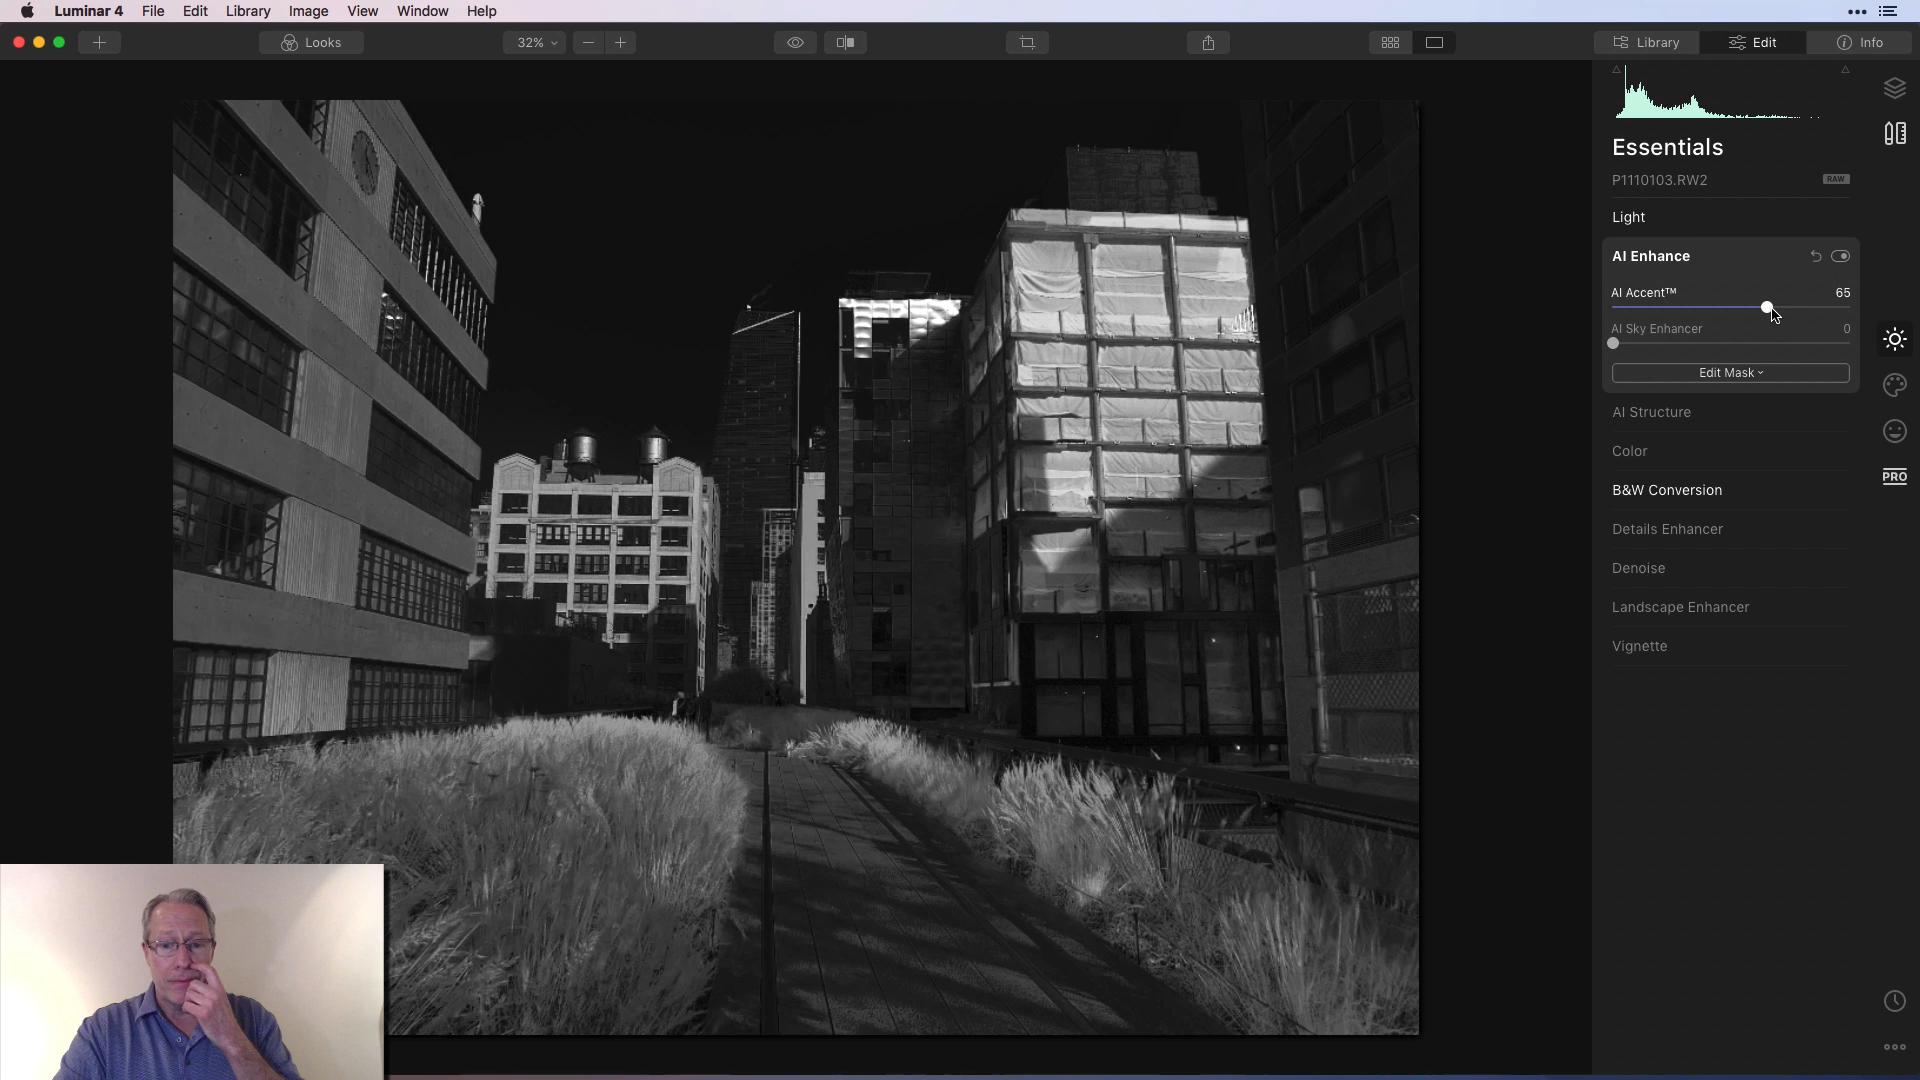 Luminar 4 File Edit Library Image View Window Help
Looks 32% Library Edit Info
Essentials
P1110103.RW2 RAW
Light
AI Enhance
AI Accent™ 65
AI Sky Enhancer 0
Edit Mask
AI Structure
Color
B&W Conversion
Details Enhancer
Denoise
Landscape Enhancer
Vignette
PRO